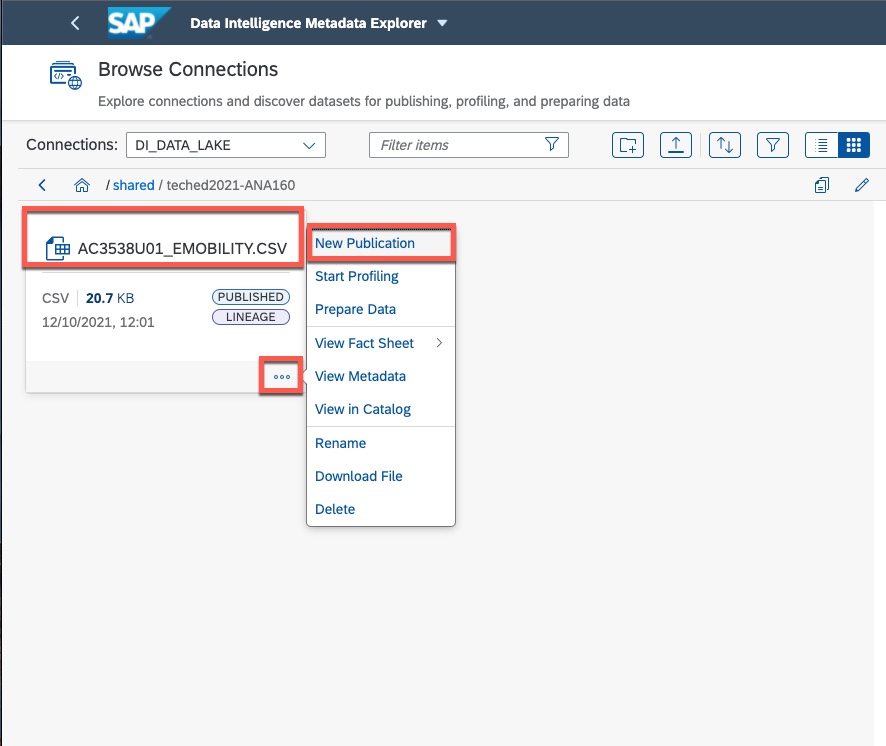 SAP Data Intelligence Metadata Explorer
Browse Connections
Explore connections and discover datasets for publishing, profiling, and preparing data
Connections: DI_DATA_LAKE Filter items
/ shared / teched2021-ANA160
AC3538U01_EMOBILITY.CSV
CSV 20.7 KB PUBLISHED
LINEAGE
12/10/2021, 12:01
New Publication
Start Profiling
Prepare Data
View Fact Sheet
View Metadata
View in Catalog
Rename
Download File
Delete